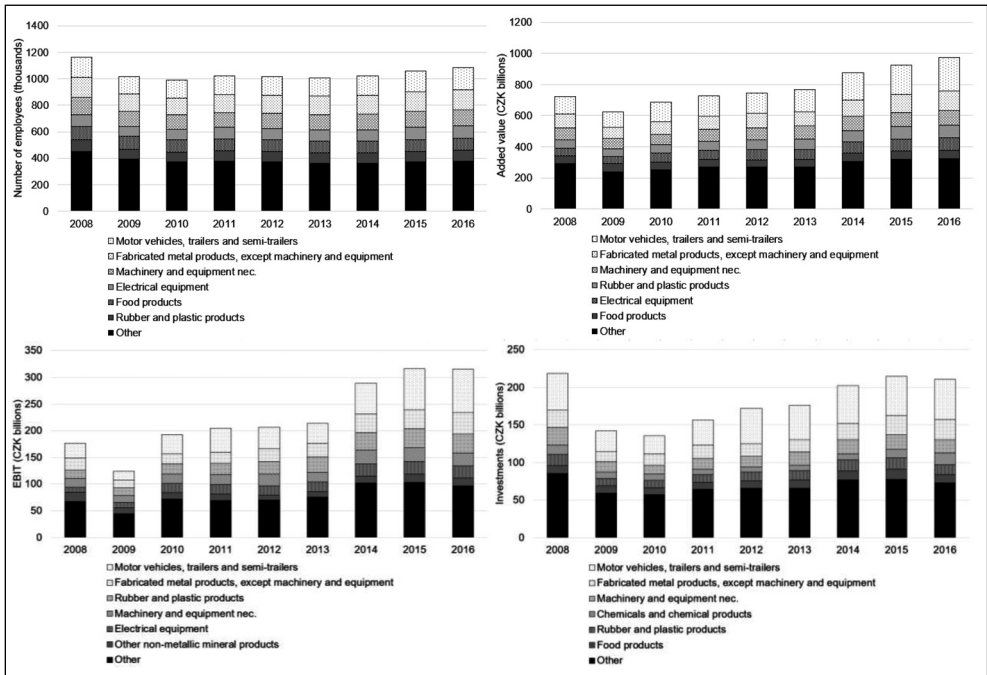 Number of employees (thousands)
1400
1200
1000
800
600
400
200
0
2008 2009 2010 2011 2012 2013 2014 2015 2016
Motor vehicles, trailers and semi-trailers
Fabricated metal products, except machinery and equipment
Machinery and equipment nec.
Electrical equipment
Food products
Rubber and plastic products
Other
Added value (CZK billions)
1200
1000
800
600
400
200
0
2008 2009 2010 2011 2012 2013 2014 2015 2016
Motor vehicles, trailers and semi-trailers
Fabricated metal products, except machinery and equipment
Machinery and equipment nec.
Rubber and plastic products
Electrical equipment
Food products
Other
EBIT (CZK billions)
350
300
250
200
150
100
50
0
2008 2009 2010 2011 2012 2013 2014 2015 2016
Motor vehicles, trailers and semi-trailers
Fabricated metal products, except machinery and equipment
Rubber and plastic products
Machinery and equipment nec.
Electrical equipment
Other non-metallic mineral products
Other
Investments (CZK billions)
250
200
150
100
50
0
2008 2009 2010 2011 2012 2013 2014 2015 2016
Motor vehicles, trailers and semi-trailers
Fabricated metal products, except machinery and equipment
Machinery and equipment nec.
Chemicals and chemical products
Rubber and plastic products
Food products
Other